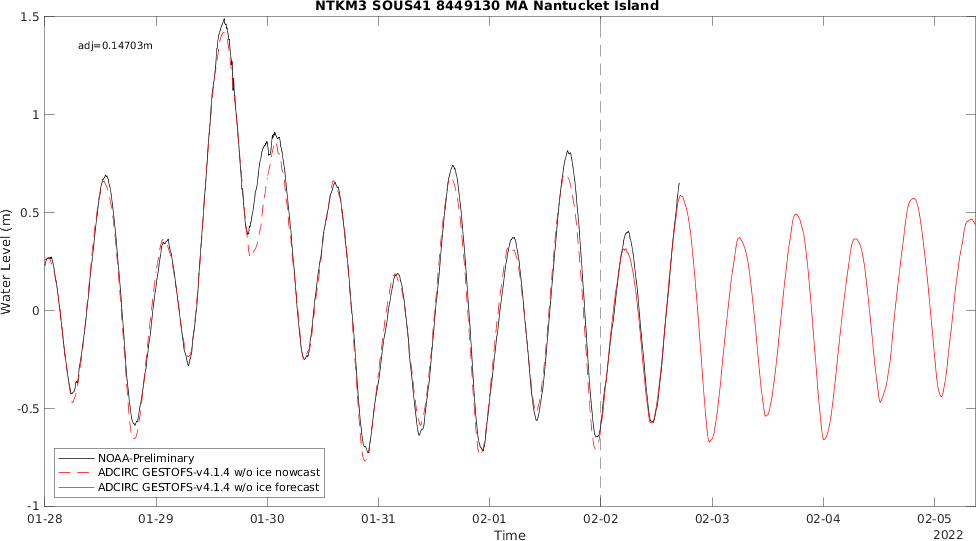 NTKM3 SOUS41 8449130 MA Nantucket Island
adj=0.14703m
1.5
1
0.5
0
-0.5
-1
Water Level (m)
NOAA-Preliminary
ADCIRC GESTOFS-v4.1.4 w/o ice nowcast
ADCIRC GESTOFS-v4.1.4 w/o ice forecast
01-28 01-29 01-30 01-31 02-01 02-02 02-03 02-04 02-05
Time
2022